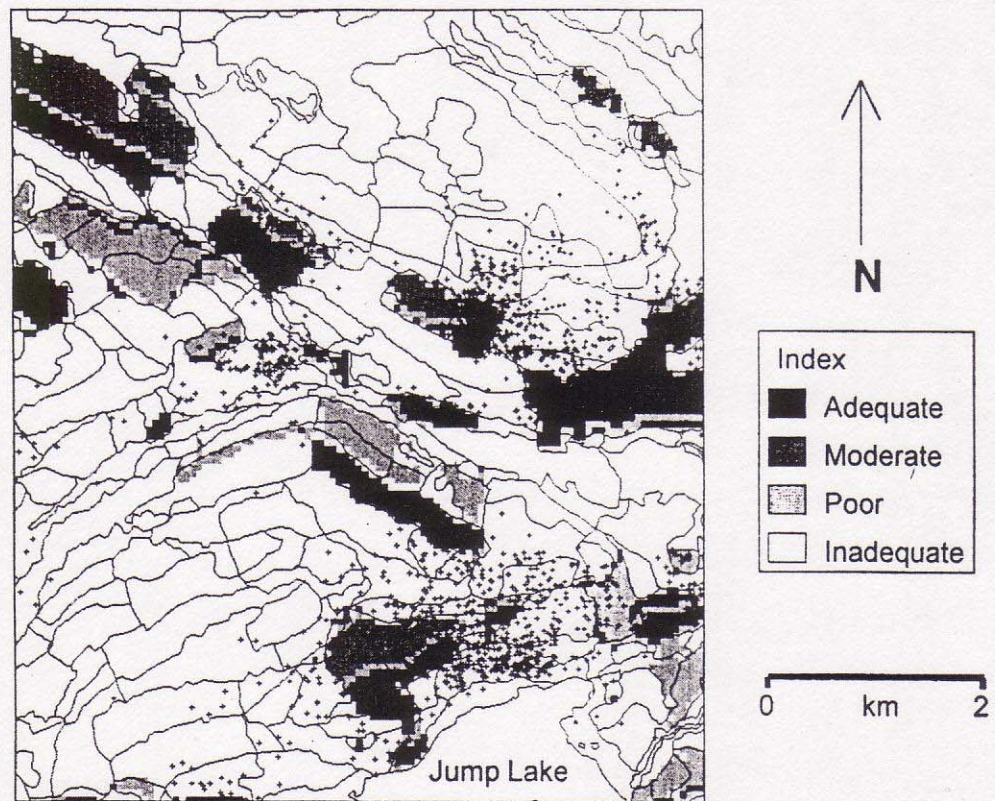 N
Index
Adequate
Moderate
Poor
Inadequate
0 km 2
Jump Lake